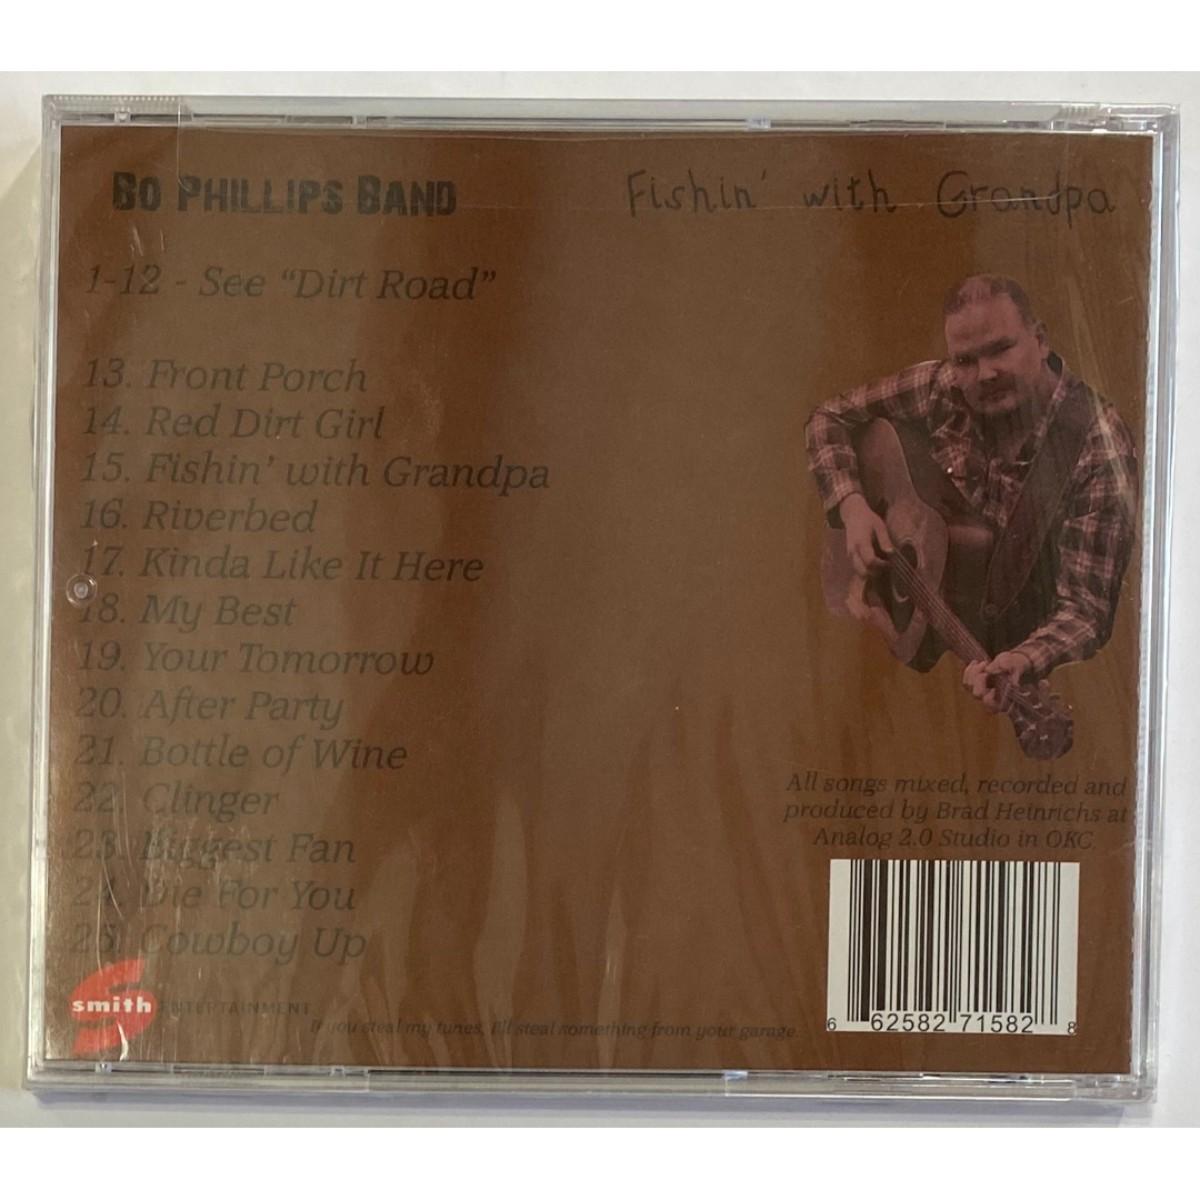 BO PHILLIPS BAND
Fishin' with Grandpa
1-12 - See "Dirt Road"
13. Front Porch
14. Red Dirt Girl
15. Fishin' with Grandpa
16. Riverbed
17. Kinda Like It Here
18. My Best
19. Your Tomorrow
20. After Party
21. Bottle of Wine
22. Clinger
23. Biggest Fan
24. Die For You
25. Cowboy Up
All songs mixed, recorded and
produced by Brad Heinrichs at
Analog 2.0 Studio in OKC.
smith ENTERTAINMENT
If you steal my tunes, I'll steal something from your garage.
6 62582 71582 8